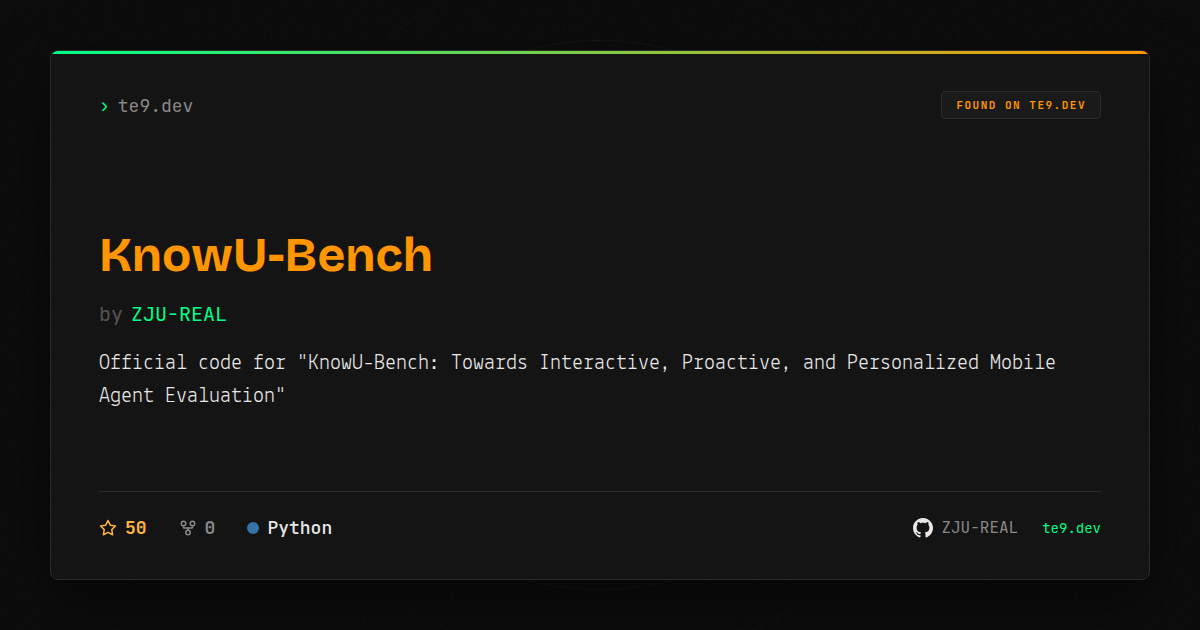 › te9.dev
FOUND ON TE9.DEV
KnowU-Bench
by ZJU-REAL
Official code for "KnowU-Bench: Towards Interactive, Proactive, and Personalized Mobile
Agent Evaluation"
50
0
Python
ZJU-REAL
te9.dev